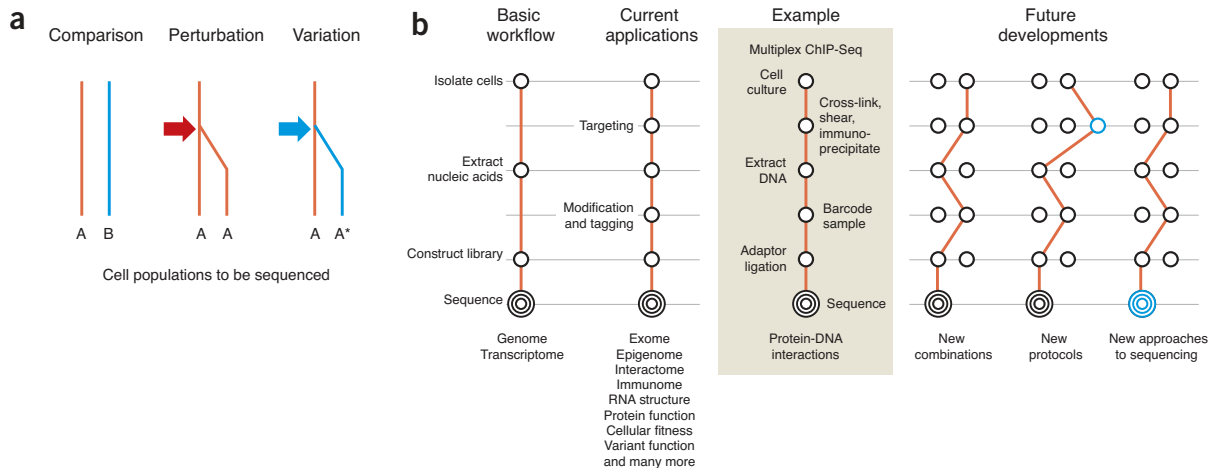 a
Comparison
Perturbation
Variation
A
B
A
A
A
A*
Cell populations to be sequenced
b
Basic
workflow
Current
applications
Example
Future
developments
Multiplex ChIP-Seq
Isolate cells
Targeting
Extract
nucleic acids
Modification
and tagging
Construct library
Sequence
Cell
culture
Cross-link,
shear,
immuno-
precipitate
Extract
DNA
Barcode
sample
Adaptor
ligation
Sequence
Genome
Transcriptome
Exome
Epigenome
Interactome
Immunome
RNA structure
Protein function
Cellular fitness
Variant function
and many more
Protein-DNA
interactions
New
combinations
New
protocols
New approaches
to sequencing